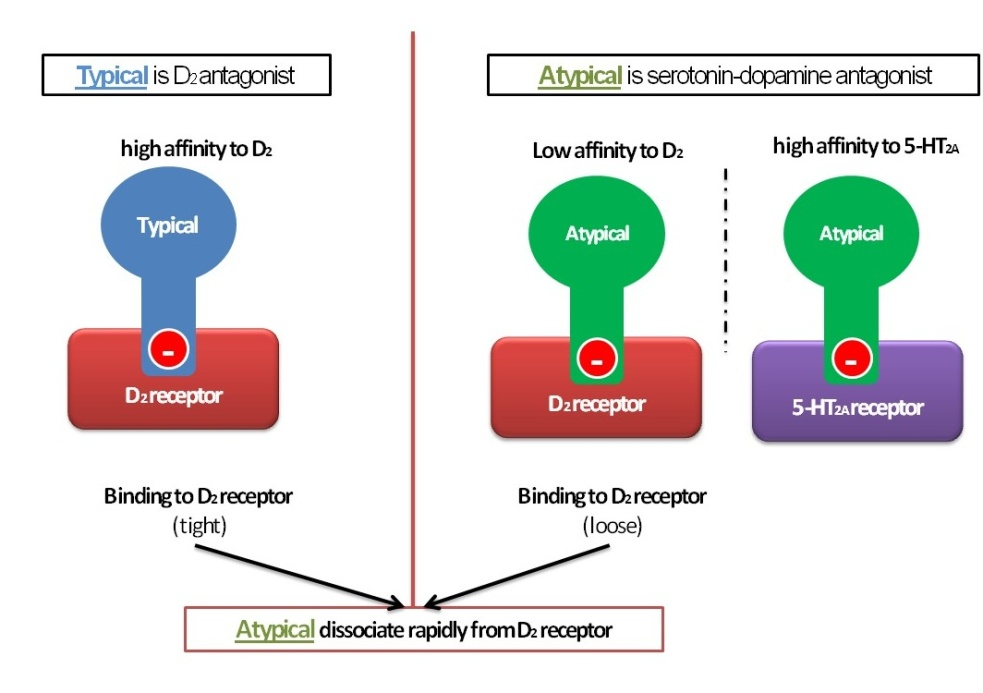 Typical is D2 antagonist
Atypical is serotonin-dopamine antagonist
high affinity to D2
Low affinity to D2
high affinity to 5-HT2A
Typical
Atypical
Atypical
-
-
-
D2 receptor
D2 receptor
5-HT2A receptor
Binding to D2 receptor
(tight)
Binding to D2 receptor
(loose)
Atypical dissociate rapidly from D2 receptor